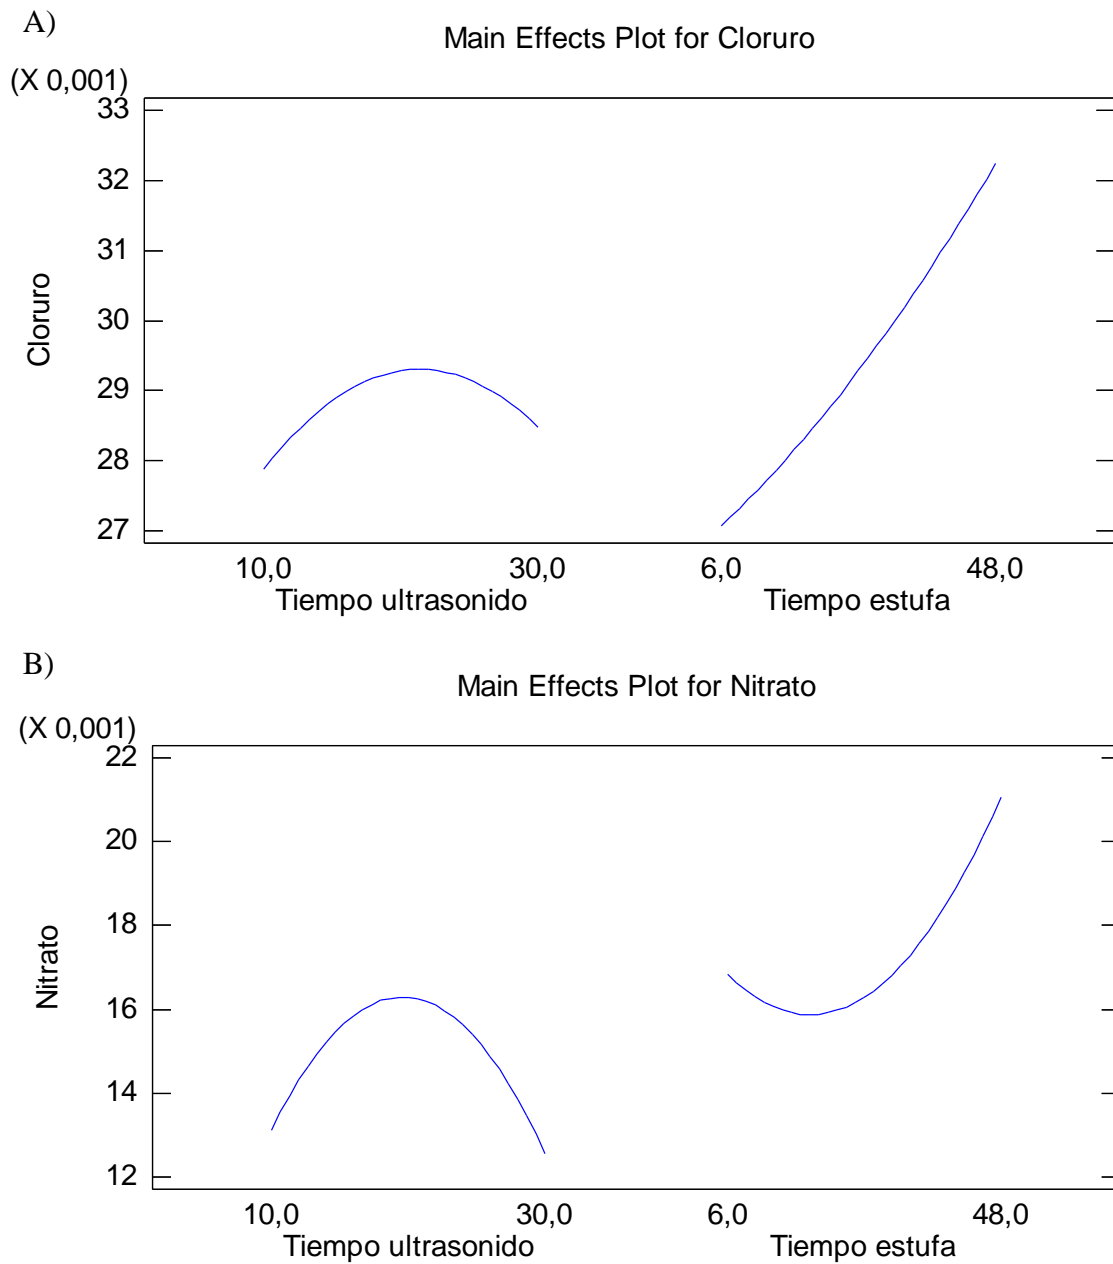 A)
Main Effects Plot for Cloruro
(X 0,001)
33
32
31
30
29
28
27
Cloruro
10,0 30,0 6,0 48,0
Tiempo ultrasonido Tiempo estufa
B)
Main Effects Plot for Nitrato
(X 0,001)
22
20
18
16
14
12
Nitrato
10,0 30,0 6,0 48,0
Tiempo ultrasonido Tiempo estufa